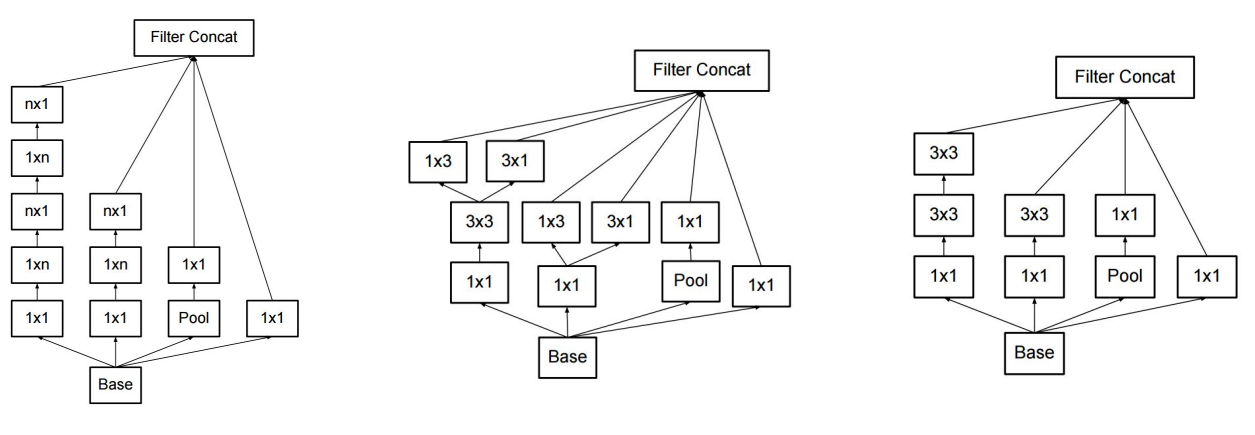 Filter Concat
nx1
1xn
nx1 nx1
1xn 1xn 1x1
1x1 1x1 Pool 1x1
Base
Filter Concat
1x3 3x1
3x3 1x3 3x1 1x1
1x1 1x1 Pool 1x1
Base
Filter Concat
3x3
3x3 3x3 1x1
1x1 1x1 Pool 1x1
Base